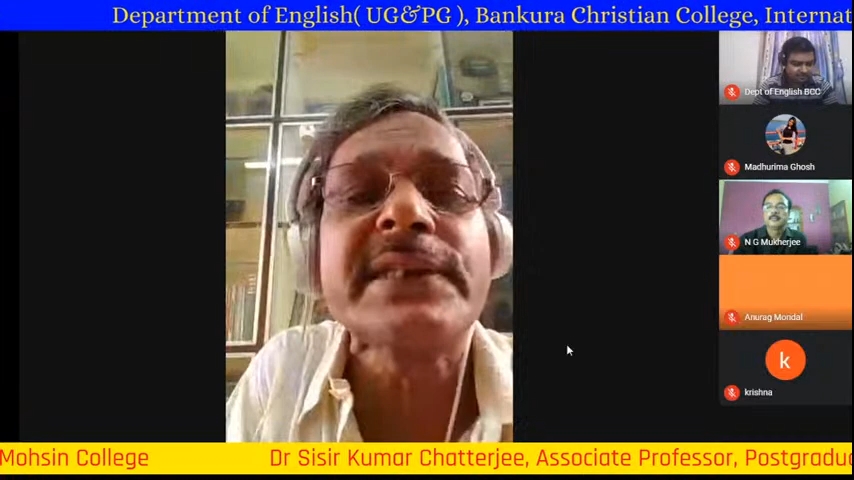 Department of English( UG&PG ), Bankura Christian College, Internat
Dept of English BCC
Madhurima Ghosh
N G Mukherjee
Anurag Mondal
k
krishna
Mohsin College Dr Sisir Kumar Chatterjee, Associate Professor, Postgradua